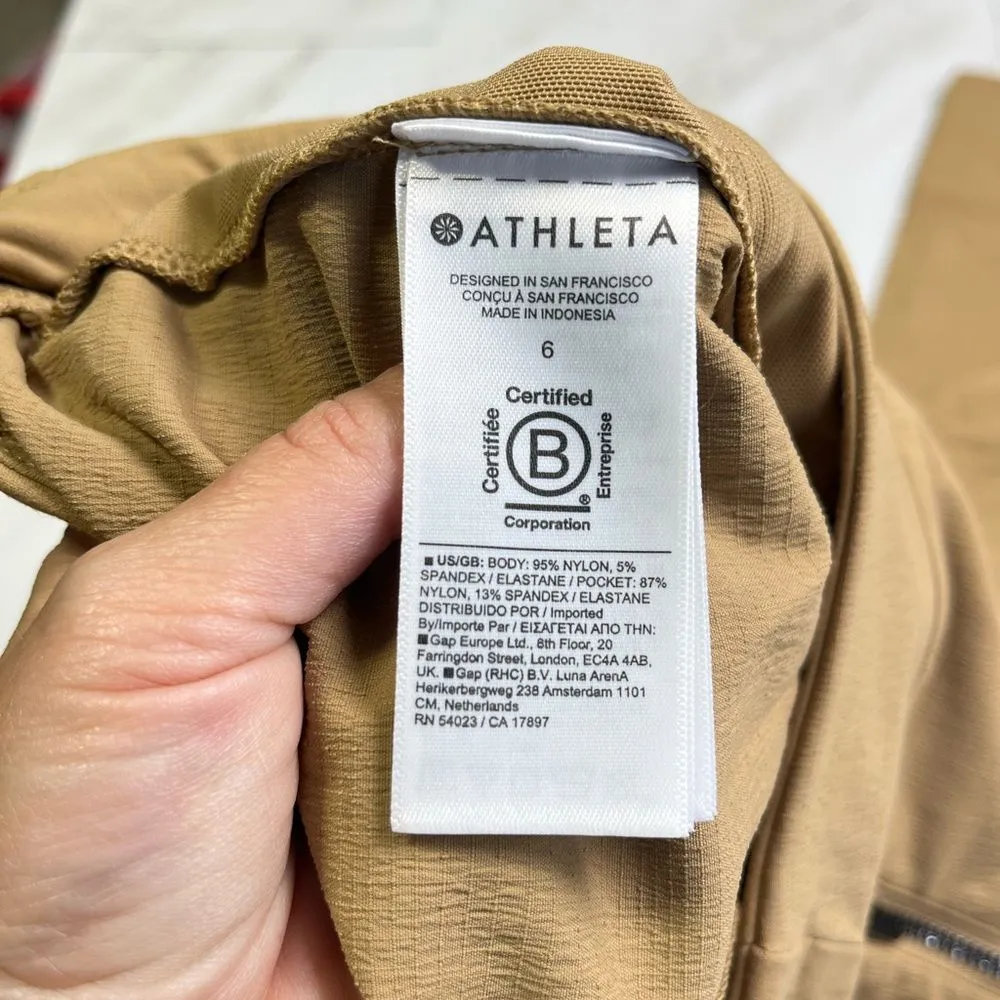 ATHLETA
DESIGNED IN SAN FRANCISCO
CONÇU À SAN FRANCISCO
MADE IN INDONESIA
6
Certified
Certifiée
B
Entreprise
®
Corporation
US/GB: BODY: 95% NYLON, 5%
SPANDEX / ELASTANE / POCKET: 87%
NYLON, 13% SPANDEX / ELASTANE
DISTRIBUIDO POR / Imported
By/Importe Par / ΕΙΣΑΓΕΤΑΙ ΑΠΟ ΤΗΝ:
Gap Europe Ltd., 8th Floor, 20
Farringdon Street, London, EC4A 4AB,
UK. Gap (RHC) B.V. Luna ArenA
Herikerbergweg 238 Amsterdam 1101
CM, Netherlands
RN 54023 / CA 17897